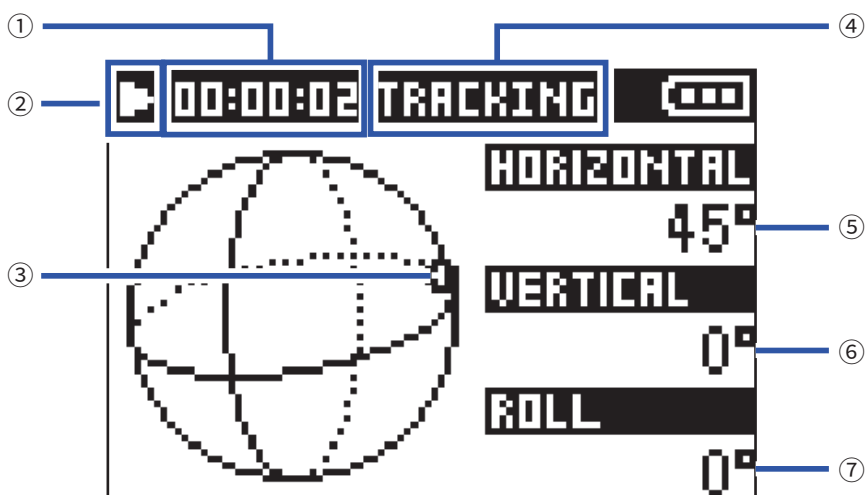 ① ④
② 00:00:02 TRACKING
HORIZONTAL
45° ⑤
③
VERTICAL
0° ⑥
ROLL
0° ⑦